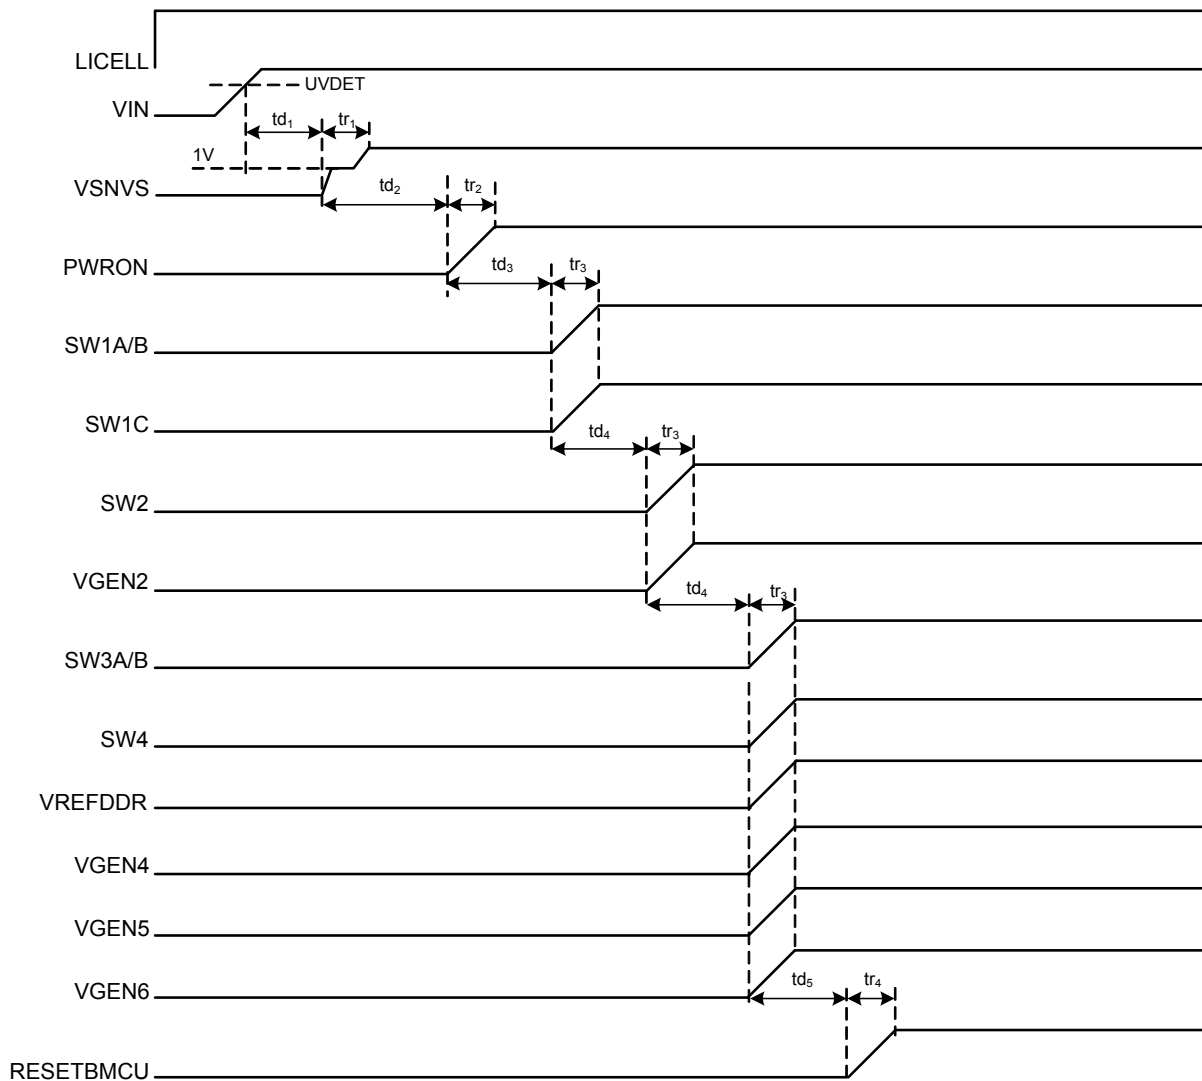 LICELL
UVDET
VIN
td₁ tr₁
1V
VSNVS
td₂ tr₂
PWRON
td₃ tr₃
SW1A/B
SW1C
td₄ tr₃
SW2
VGEN2
td₄ tr₃
SW3A/B
SW4
VREFDDR
VGEN4
VGEN5
VGEN6
td₅ tr₄
RESETBMCU